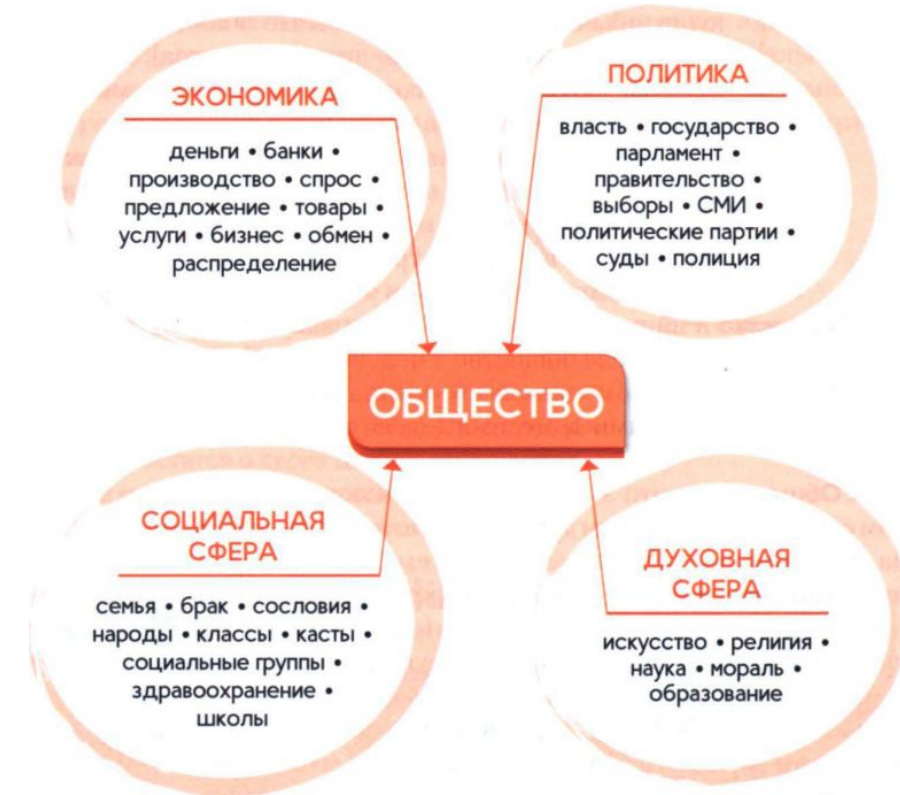 ЭКОНОМИКА
деньги • банки •
производство • спрос •
предложение • товары •
услуги • бизнес • обмен •
распределение
ПОЛИТИКА
власть • государство •
парламент •
правительство •
выборы • СМИ •
политические партии •
суды • полиция
ОБЩЕСТВО
СОЦИАЛЬНАЯ
СФЕРА
семья • брак • сословия •
народы • классы • касты •
социальные группы •
здравоохранение •
школы
ДУХОВНАЯ
СФЕРА
искусство • религия •
наука • мораль •
образование